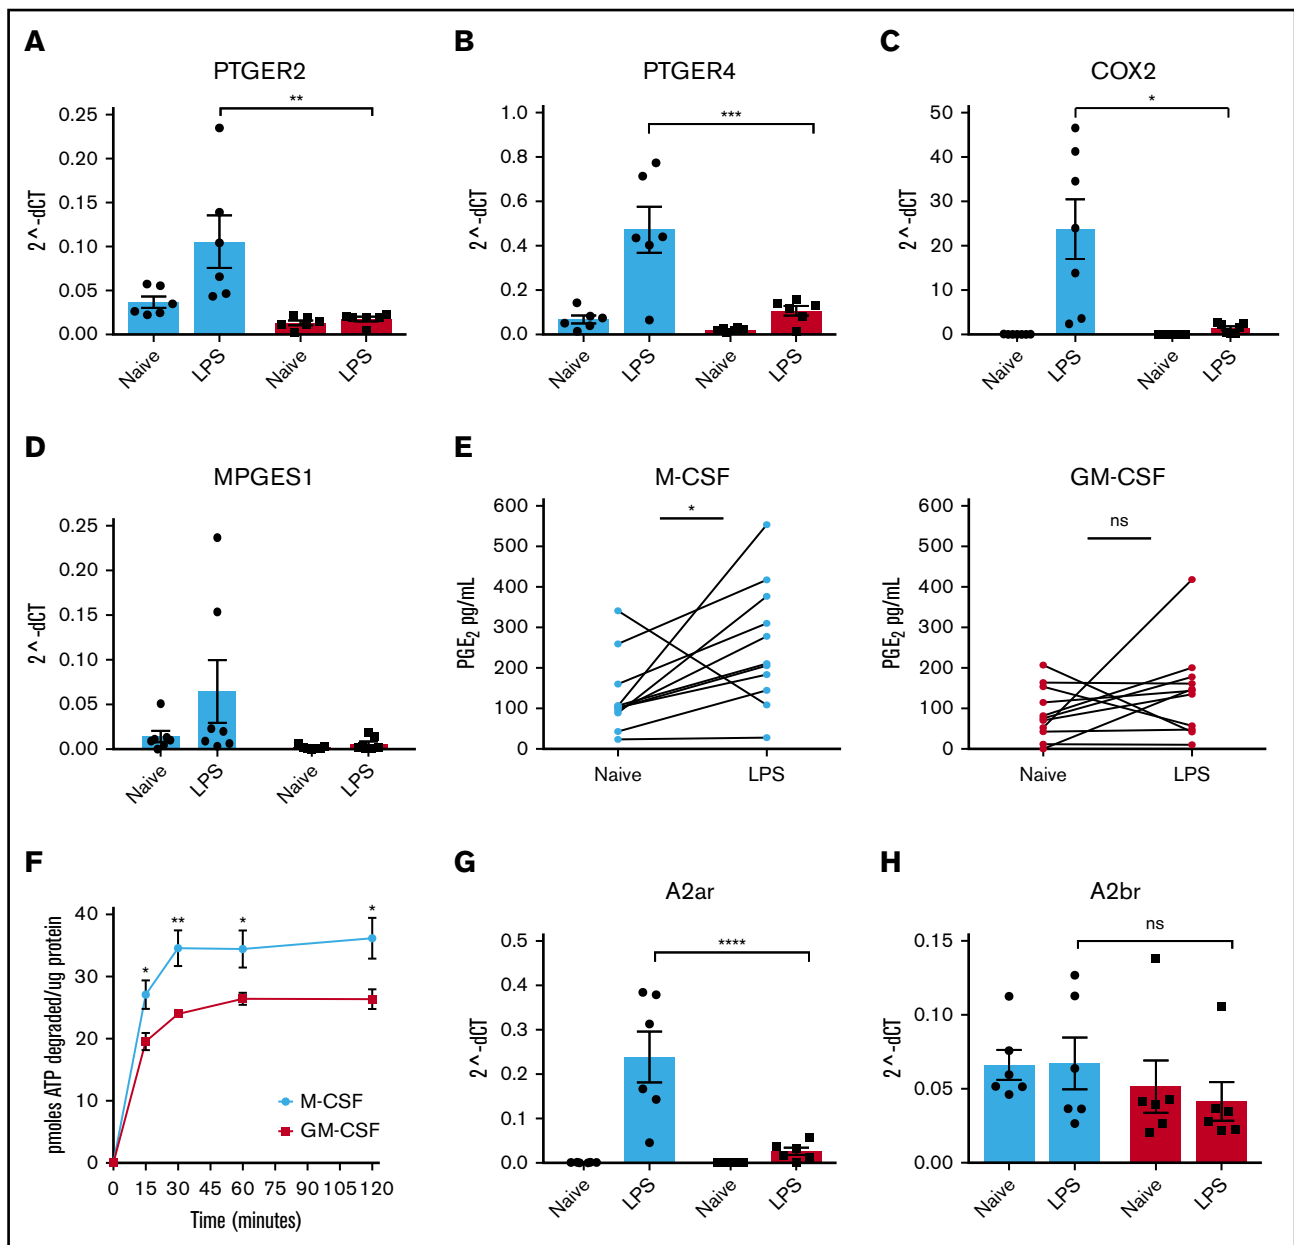 A
PTGER2
2^-dCT
0.25
0.20
0.15
0.10
0.05
0.00
**
Naive
LPS
Naive
LPS
B
PTGER4
2^-dCT
1.0
0.8
0.6
0.4
0.2
0.0
***
Naive
LPS
Naive
LPS
C
COX2
2^-dCT
50
40
30
20
10
0
*
Naive
LPS
Naive
LPS
D
MPGES1
2^-dCT
0.25
0.20
0.15
0.10
0.05
0.00
Naive
LPS
Naive
LPS
E
M-CSF
PGE₂ pg/mL
600
500
400
300
200
100
0
*
Naive
LPS
GM-CSF
PGE₂ pg/mL
600
500
400
300
200
100
0
ns
Naive
LPS
F
pmoles ATP degraded/ug protein
40
30
20
10
0
*
**
*
*
M-CSF
GM-CSF
0 15 30 45 60 75 90 105 120
Time (minutes)
G
A2ar
2^-dCT
0.5
0.4
0.3
0.2
0.1
0.0
****
Naive
LPS
Naive
LPS
H
A2br
2^-dCT
0.15
0.10
0.05
0.00
ns
Naive
LPS
Naive
LPS